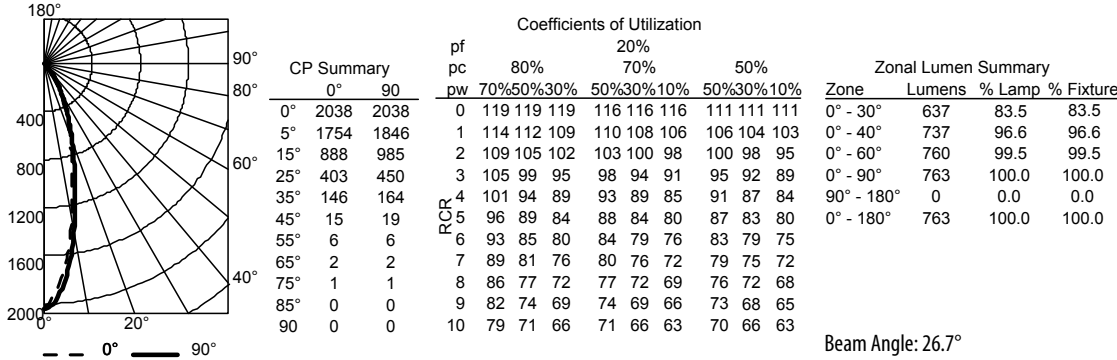 180°
90°
80°
60°
40°
20°
0°
400
800
1200
1600
2000
0° 90°
CP Summary
0° 90
0° 2038 2038
5° 1754 1846
15° 888 985
25° 403 450
35° 146 164
45° 15 19
55° 6 6
65° 2 2
75° 1 1
85° 0 0
90 0 0
Coefficients of Utilization
pf 20%
pc 80% 70% 50%
pw 70%50%30% 50%30%10% 50%30%10%
RCR
0 119 119 119 116 116 116 111 111 111
1 114 112 109 110 108 106 106 104 103
2 109 105 102 103 100 98 100 98 95
3 105 99 95 98 94 91 95 92 89
4 101 94 89 93 89 85 91 87 84
5 96 89 84 88 84 80 87 83 80
6 93 85 80 84 79 76 83 79 75
7 89 81 76 80 76 72 79 75 72
8 86 77 72 77 72 69 76 72 68
9 82 74 69 74 69 66 73 68 65
10 79 71 66 71 66 63 70 66 63
Zonal Lumen Summary
Zone Lumens % Lamp % Fixture
0° - 30° 637 83.5 83.5
0° - 40° 737 96.6 96.6
0° - 60° 760 99.5 99.5
0° - 90° 763 100.0 100.0
90° - 180° 0 0.0 0.0
0° - 180° 763 100.0 100.0
Beam Angle: 26.7°